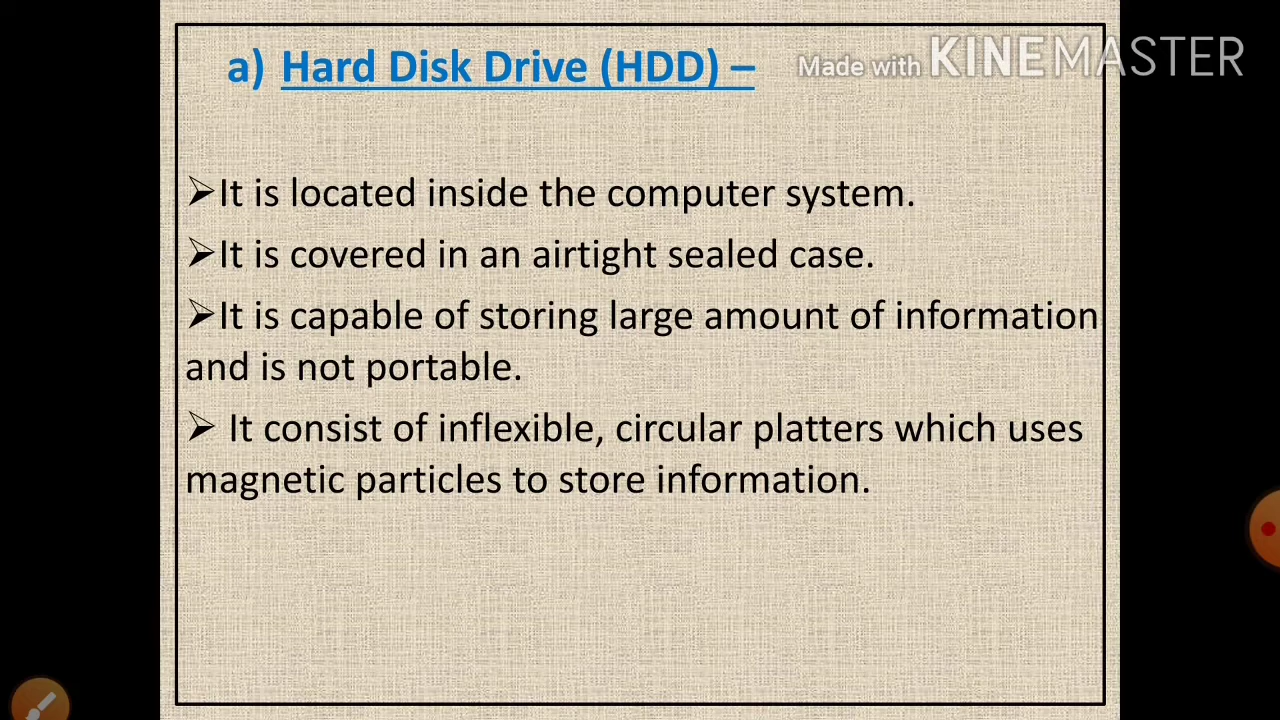 a) Hard Disk Drive (HDD) –
Made with KINEMASTER
➢It is located inside the computer system.
➢It is covered in an airtight sealed case.
➢It is capable of storing large amount of information
and is not portable.
➢ It consist of inflexible, circular platters which uses
magnetic particles to store information.